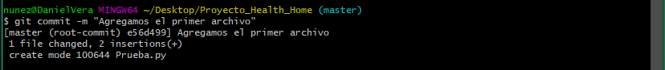 nunez@DanielVera MINGW64 ~/Desktop/Proyecto_Health_Home (master)
$ git commit -m "Agregamos el primer archivo"
[master (root-commit) e56d499] Agregamos el primer archivo
 1 file changed, 2 insertions(+)
 create mode 100644 Prueba.py